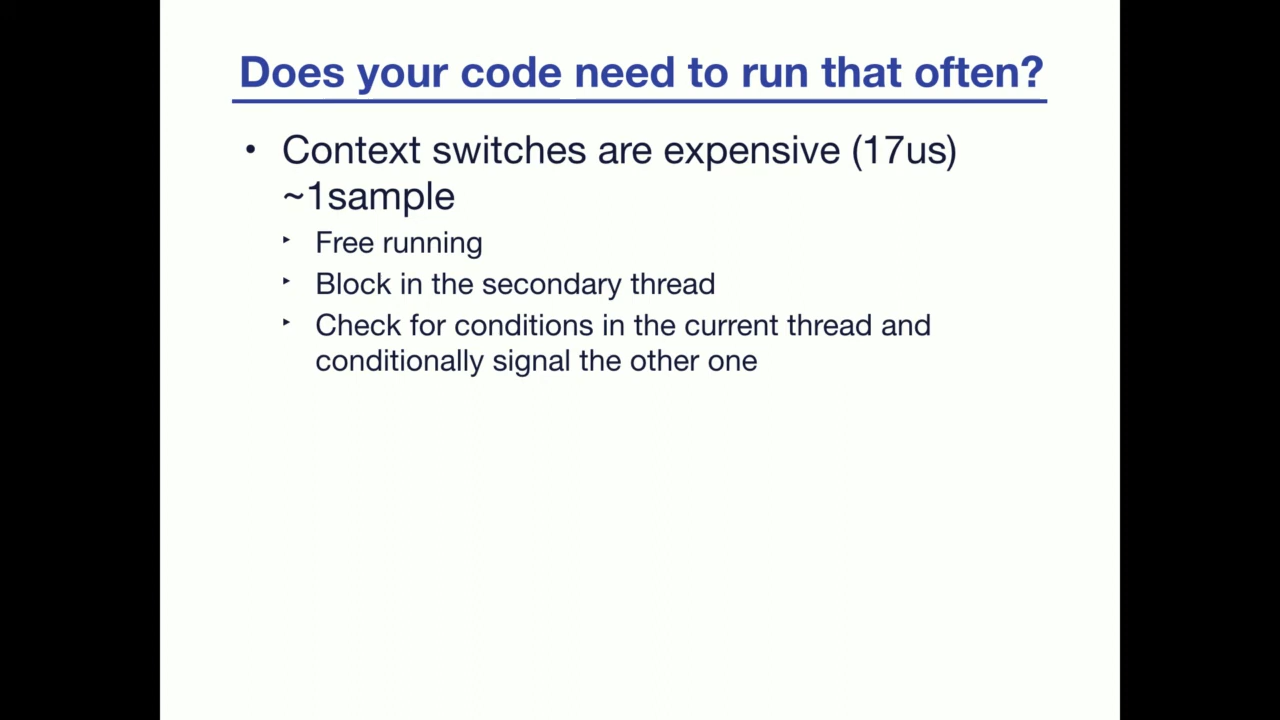 Does your code need to run that often?
• Context switches are expensive (17us)
~1sample
‣ Free running
‣ Block in the secondary thread
‣ Check for conditions in the current thread and
conditionally signal the other one